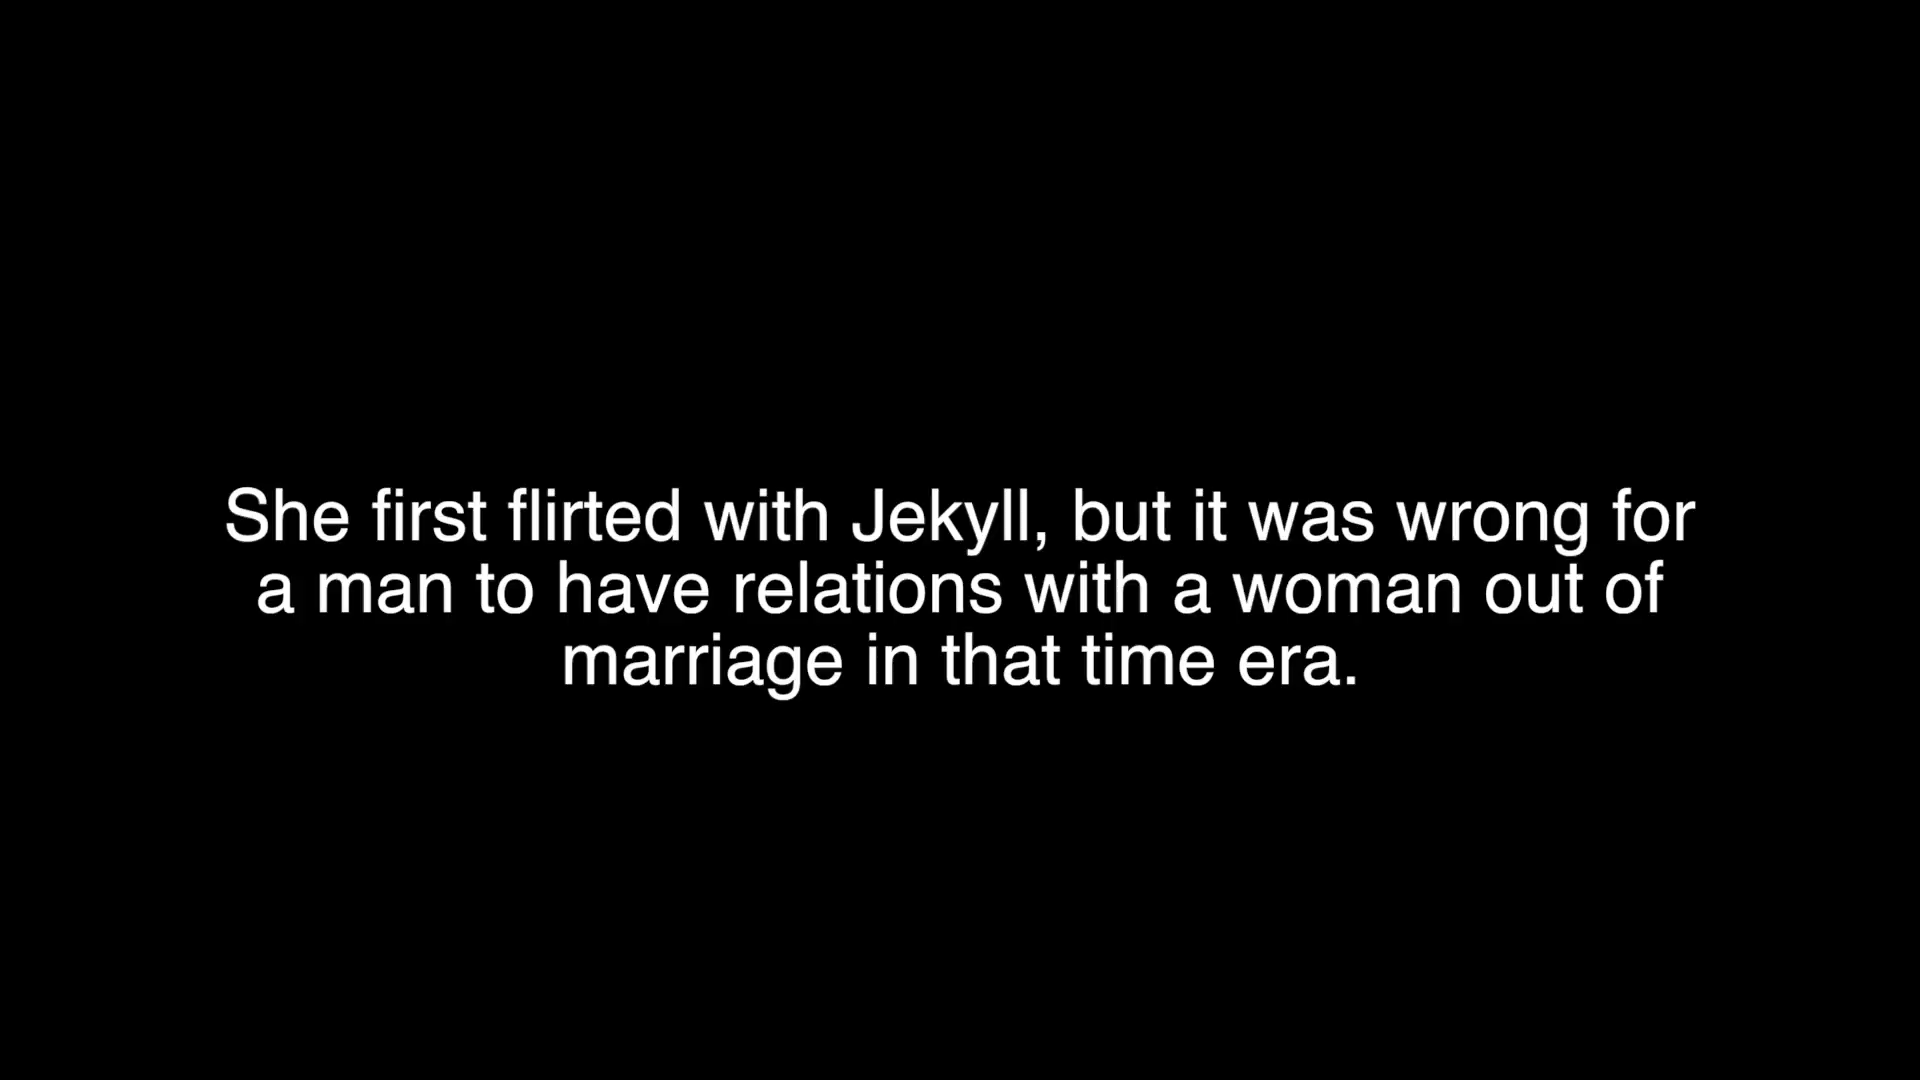 She first flirted with Jekyll, but it was wrong for
a man to have relations with a woman out of
marriage in that time era.